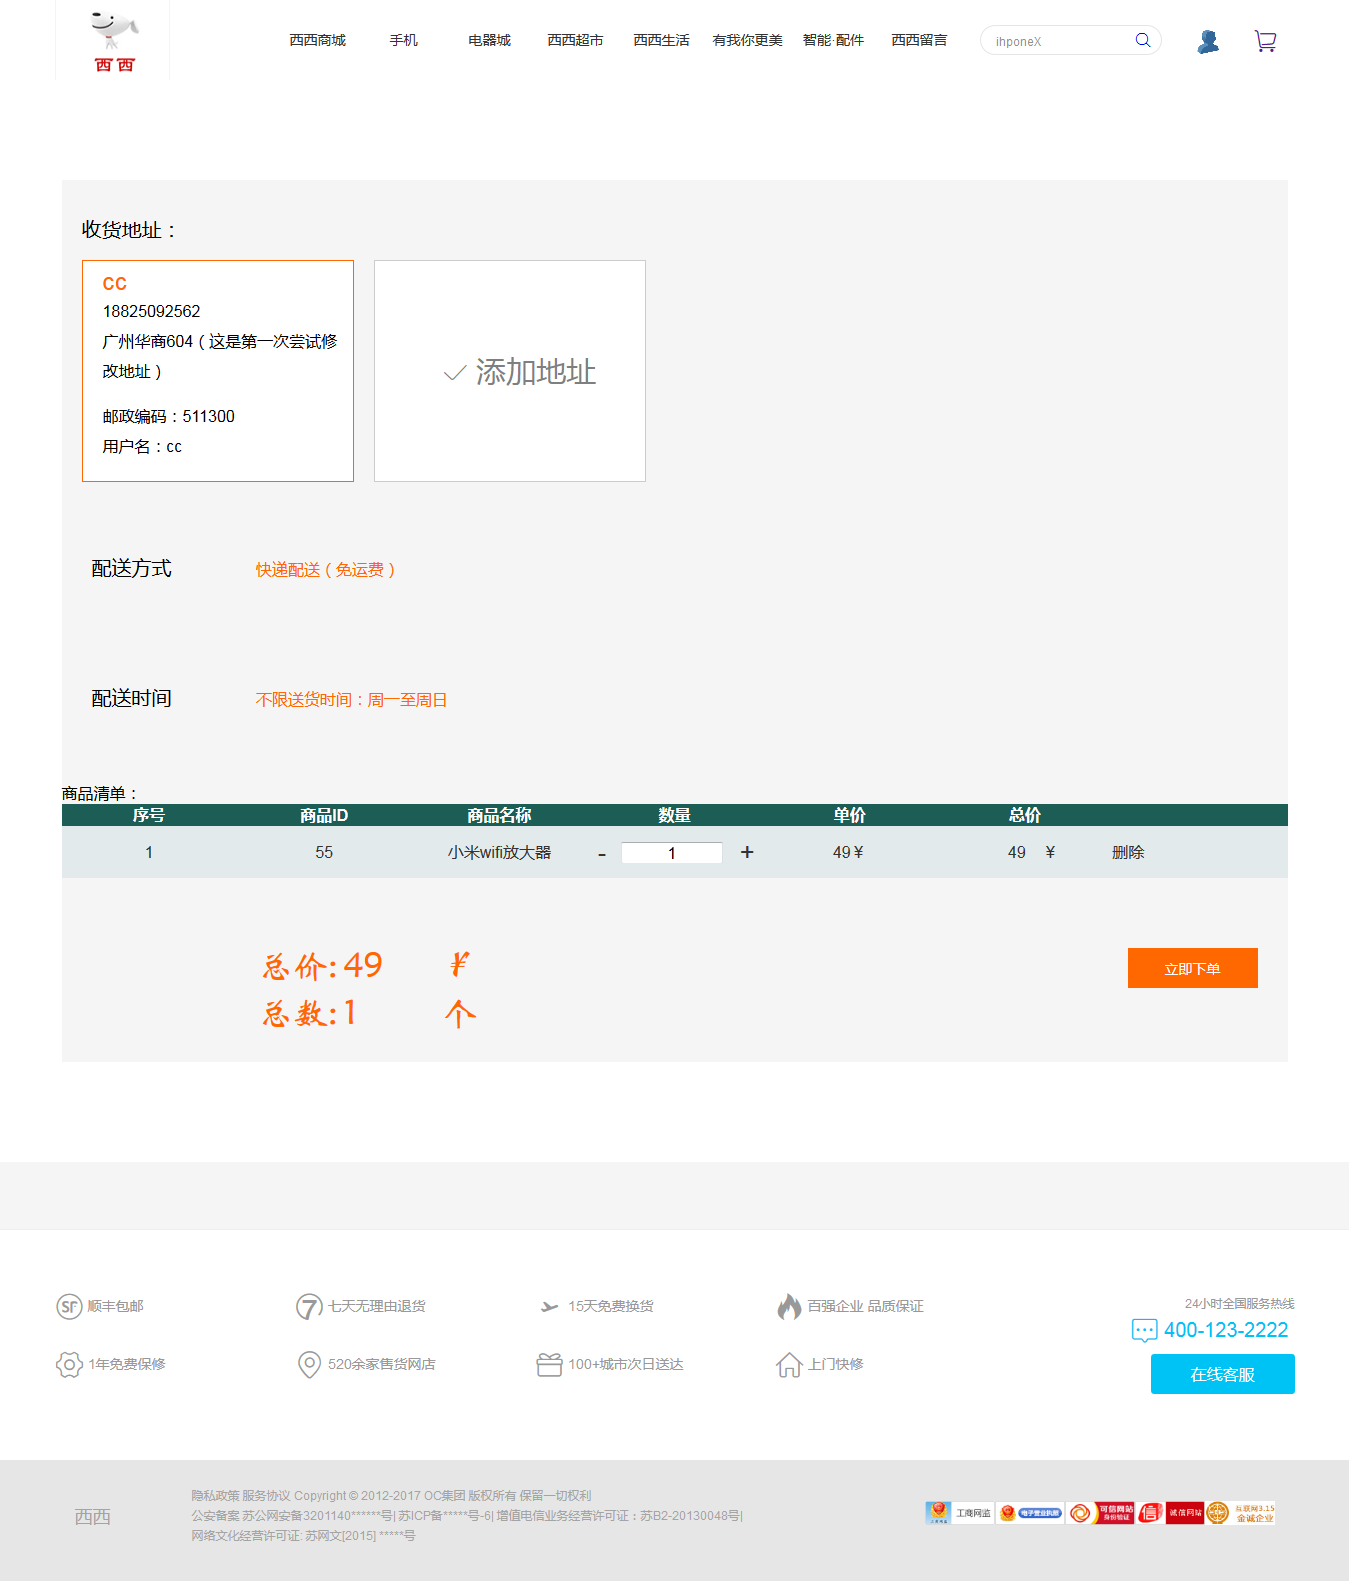 西西
西西商城 手机 电器城 西西超市 西西生活 有我你更美 智能·配件 西西留言 ihponeX
收货地址：
CC
18825092562
广州华商604（这是第一次尝试修
改地址）
邮政编码：511300
用户名：cc
添加地址
配送方式 快递配送（免运费）
配送时间 不限送货时间：周一至周日
商品清单：
序号 商品ID 商品名称 数量 单价 总价
1 55 小米wifi放大器 - 1 + 49￥ 49 ￥ 删除
总价:49 ￥
总数:1 个
立即下单
顺丰包邮 七天无理由退货 15天免费换货 百强企业 品质保证
1年免费保修 520余家售货网店 100+城市次日送达 上门快修
24小时全国服务热线
400-123-2222
在线客服
西西
隐私政策 服务协议 Copyright © 2012-2017 OC集团 版权所有 保留一切权利
公安备案 苏公网安备3201140******号| 苏ICP备*****号-6| 增值电信业务经营许可证：苏B2-20130048号|
网络文化经营许可证: 苏网文[2015] *****号
工商网监 电子营业执照 可信网站 身份验证 信 诚信网站 互联网3.15 金诚企业